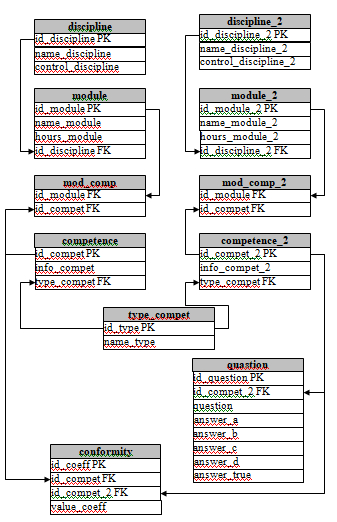 discipline
id_discipline PK
name_discipline
control_discipline
discipline_2
id_discipline_2 PK
name_discipline_2
control_discipline_2
module
id_module PK
name_module
hours_module
id_discipline FK
module_2
id_module_2 PK
name_module_2
hours_module_2
id_discipline_2 FK
mod_comp
id_module FK
id_compet FK
mod_comp_2
id_module FK
id_compet FK
competence
id_compet PK
info_compet
type_compet FK
competence_2
id_compet_2 PK
info_compet_2
type_compet FK
type_compet
id_type PK
name_type
quastion
id_question PK
id_compet_2 FK
question
answer_a
answer_b
answer_c
answer_d
answer_true
conformity
id_coeff PK
id_compet FK
id_compet_2 FK
value_coeff